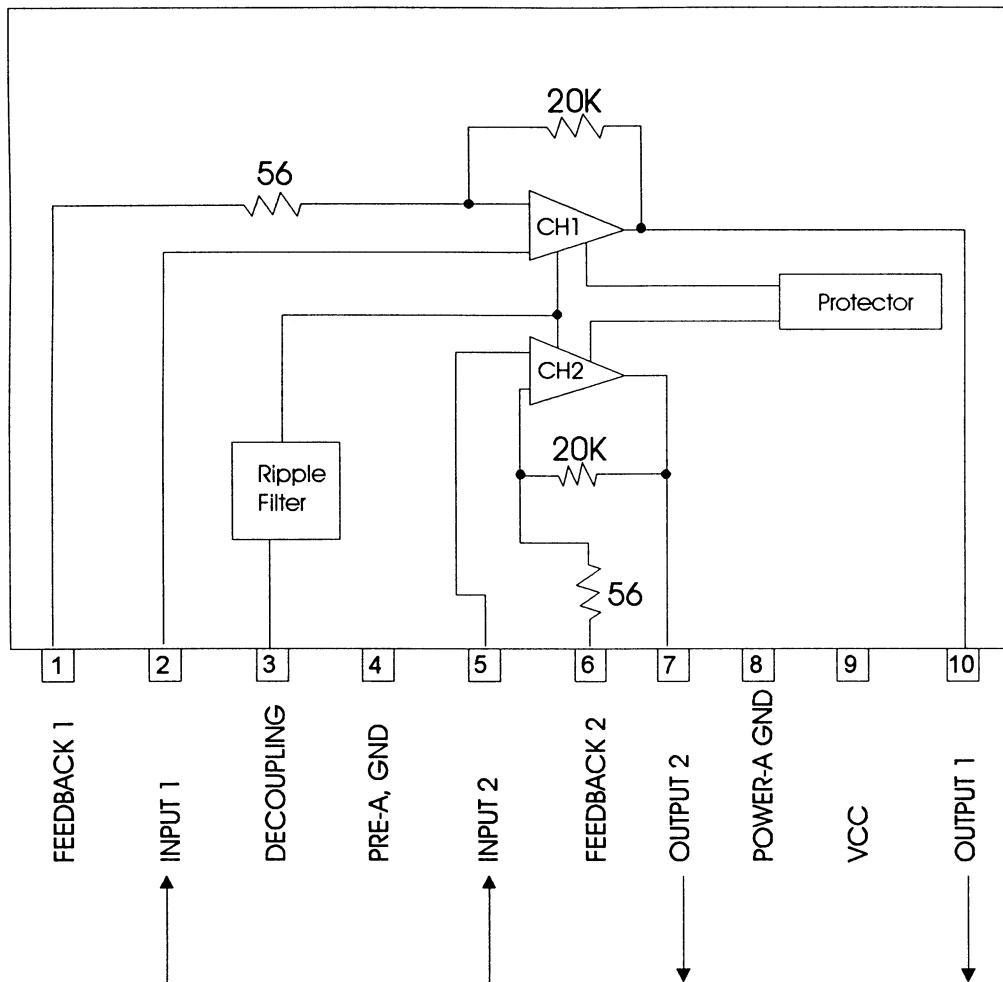 20K
56
CH1
Protector
CH2
20K
Ripple
Filter
56
1
2
3
4
5
6
7
8
9
10
FEEDBACK 1
INPUT 1
DECOUPLING
PRE-A, GND
INPUT 2
FEEDBACK 2
OUTPUT 2
POWER-A GND
VCC
OUTPUT 1